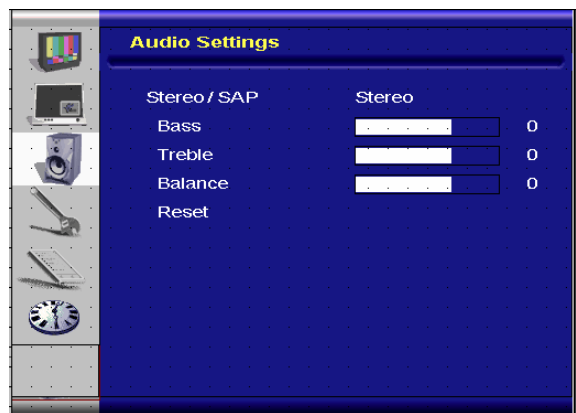 Audio Settings
Stereo / SAP Stereo
Bass 0
Treble 0
Balance 0
Reset